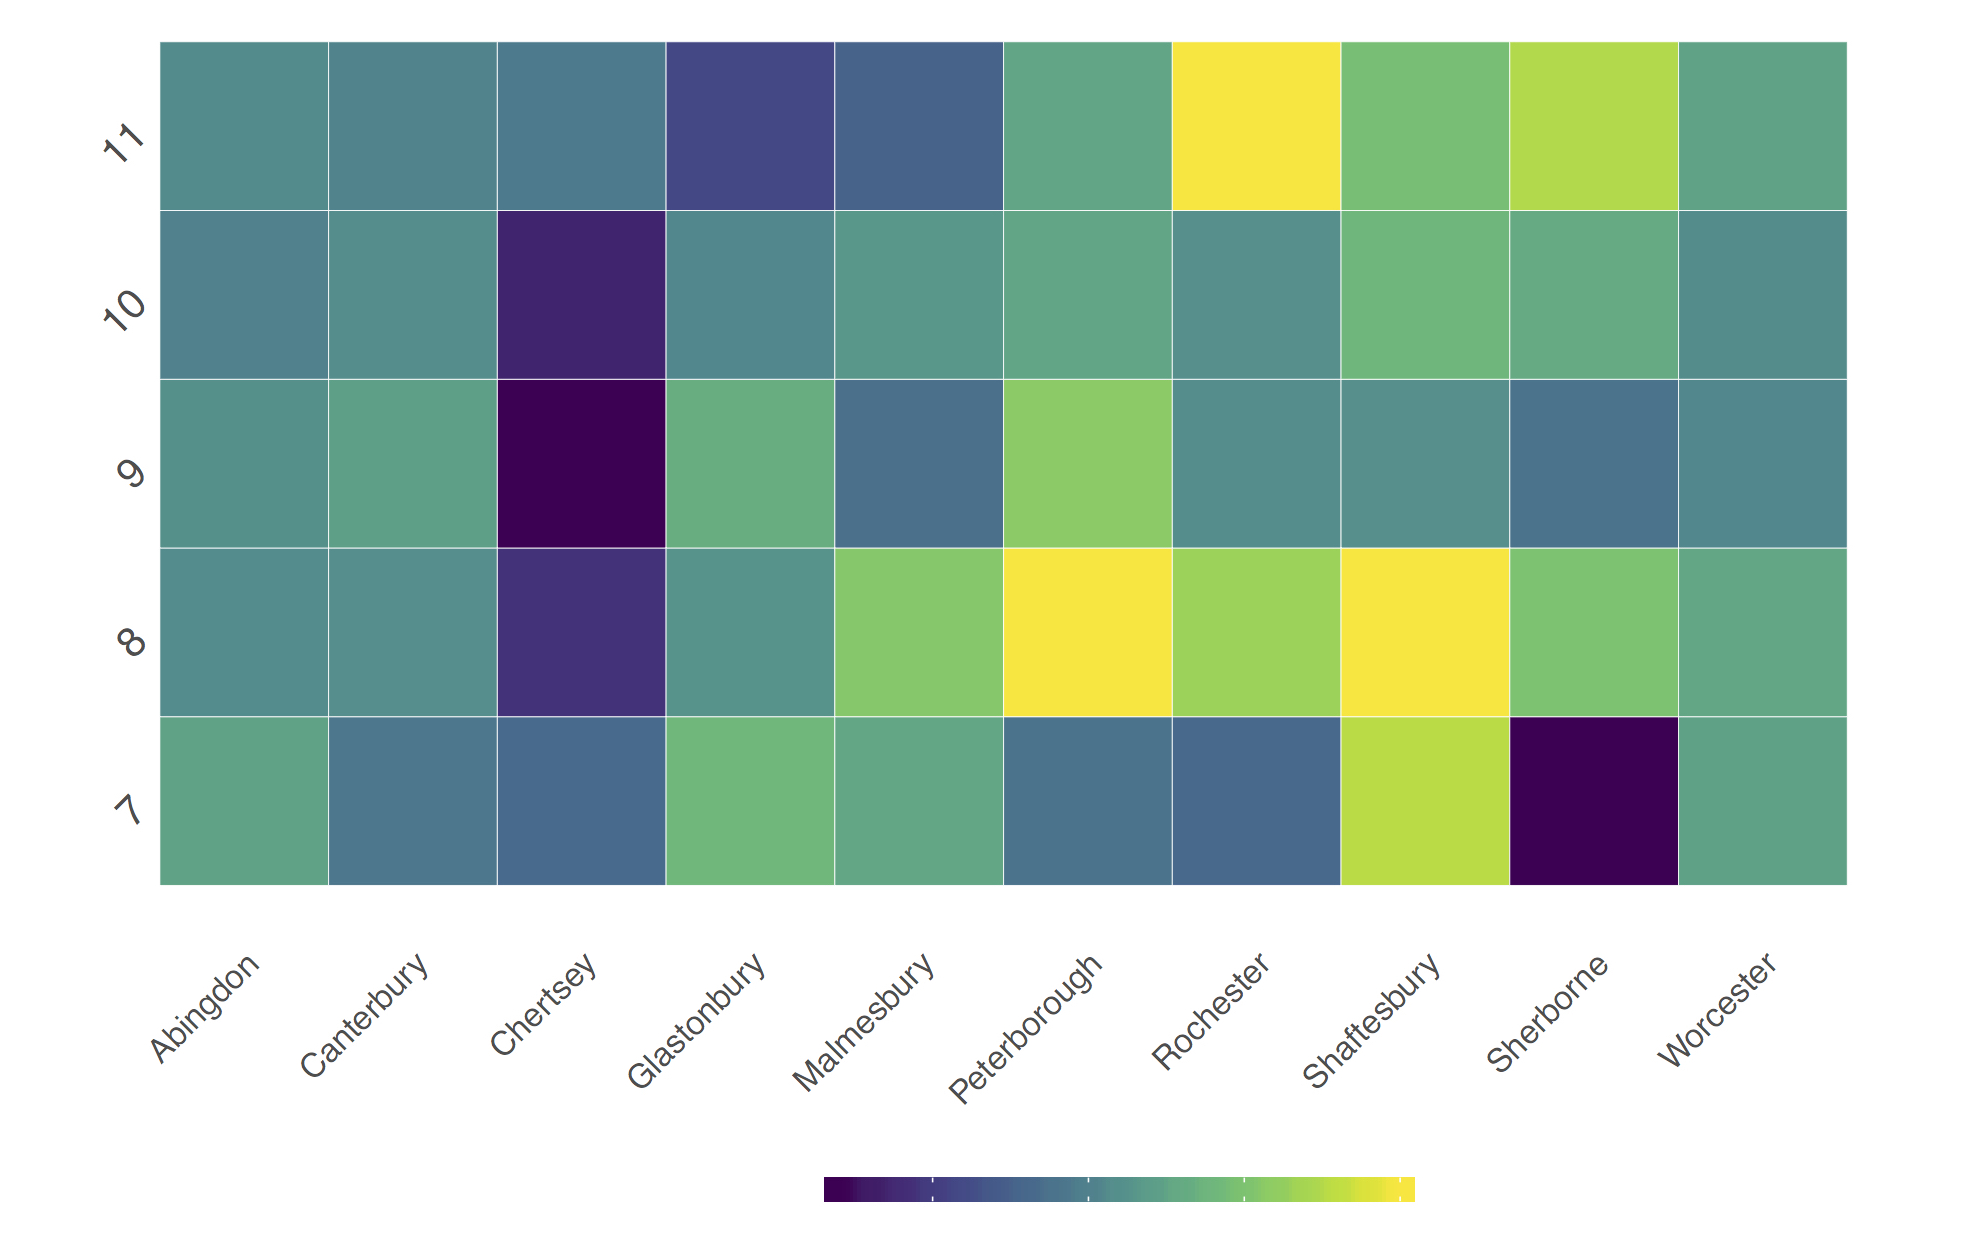 11
10
9
8
7
Abingdon
Canterbury
Chertsey
Glastonbury
Malmesbury
Peterborough
Rochester
Shaftesbury
Sherborne
Worcester